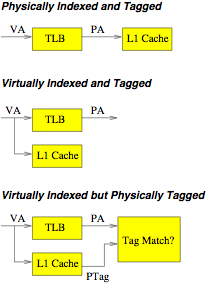 Physically Indexed and Tagged
VA PA
TLB L1 Cache
Virtually Indexed and Tagged
VA PA
TLB
L1 Cache
Virtually Indexed but Physically Tagged
VA PA
TLB
Tag Match?
L1 Cache
PTag